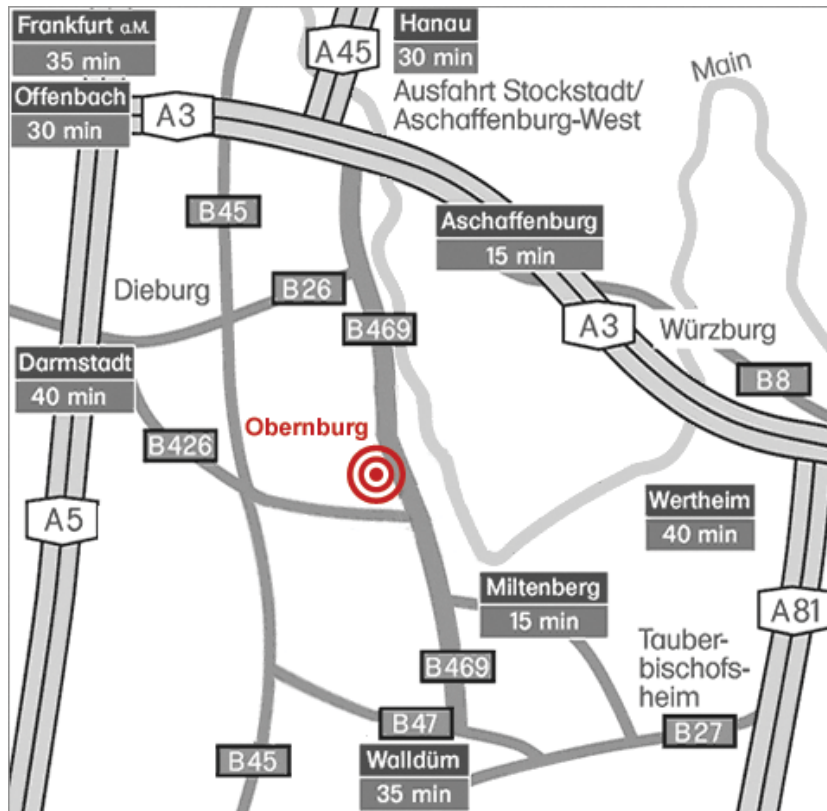 Frankfurt a.M.
35 min
Hanau
30 min
A45
Ausfahrt Stockstadt/
Aschaffenburg-West
Main
Offenbach
30 min
A3
B45
Aschaffenburg
15 min
Dieburg
B26
B469
A3
Würzburg
B8
Darmstadt
40 min
Obernburg
B426
A5
Wertheim
40 min
Miltenberg
15 min
A81
Tauber-
bischofs-
heim
B469
B47
B27
B45
Walldüm
35 min